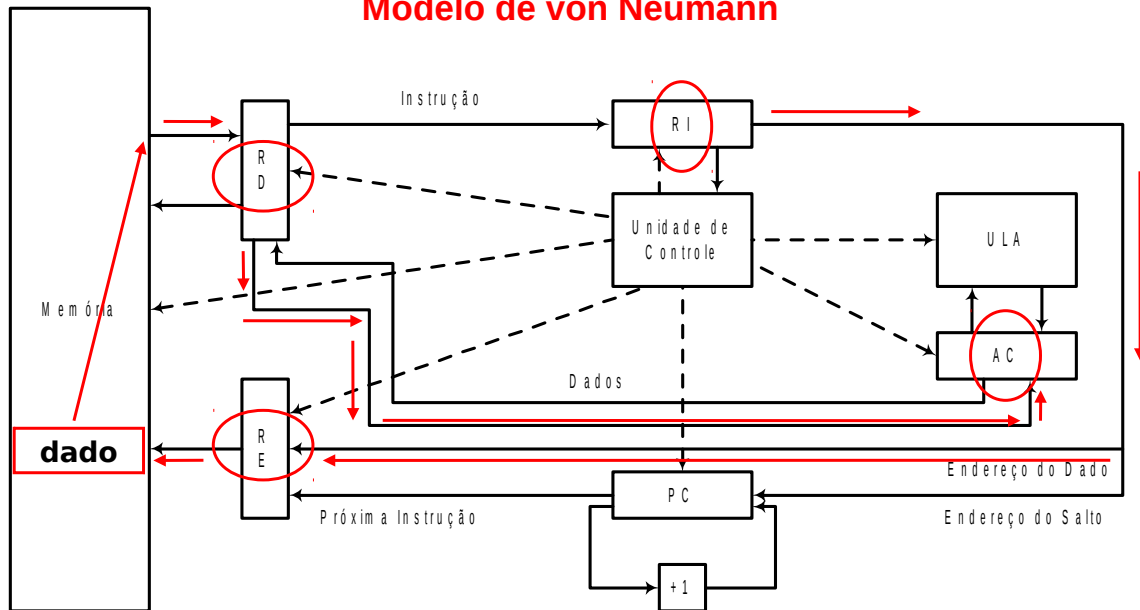 Modelo de von Neumann
Instrução
RI
R
D
Unidade de
Controle
ULA
Memória
AC
Dados
dado
R
E
Endereço do Dado
PC
Próxima Instrução
Endereço do Salto
+1